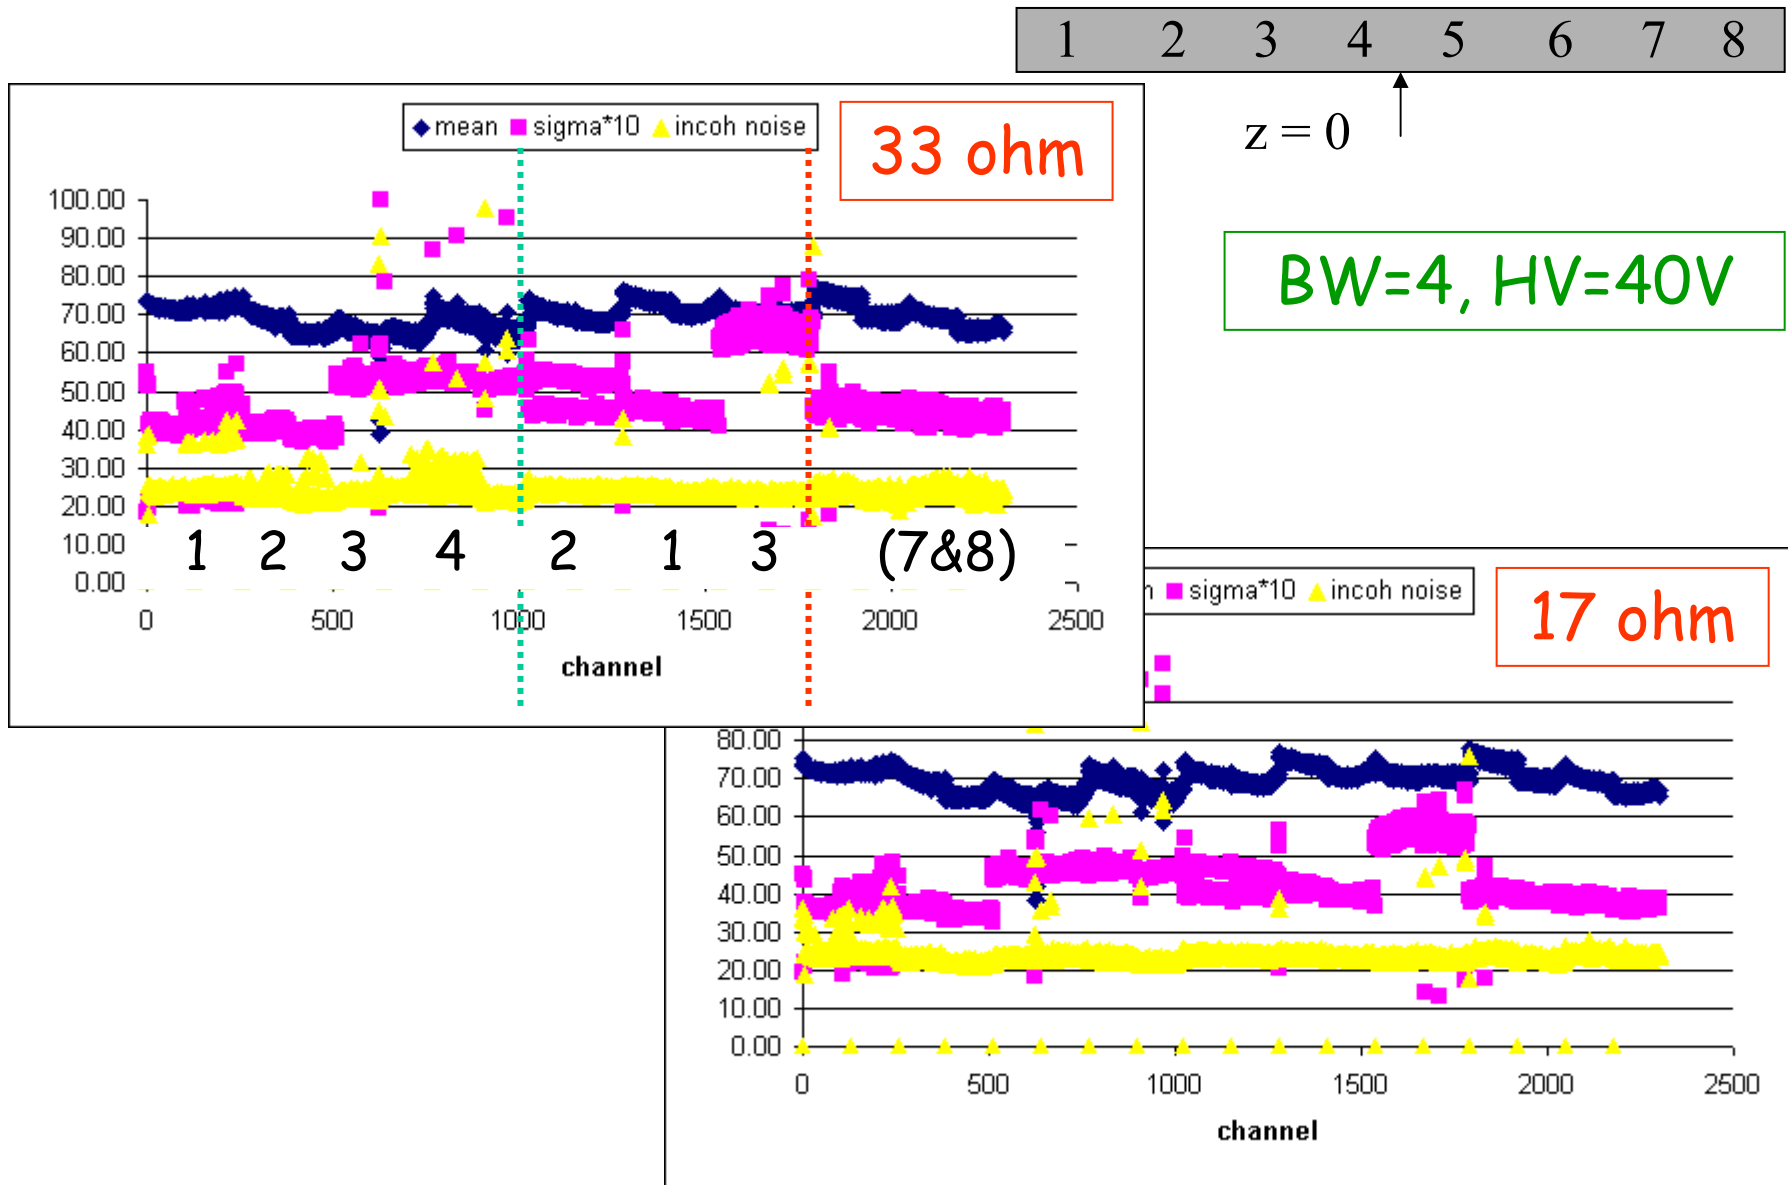 1 2 3 4 5 6 7 8
z = 0
mean sigma*10 incoh noise
33 ohm
BW=4, HV=40V
100.00
90.00
80.00
70.00
60.00
50.00
40.00
30.00
20.00
10.00
0.00
1 2 3 4 2 1 3 (7&8)
0 500 1000 1500 2000 2500
channel
n sigma*10 incoh noise
17 ohm
80.00
70.00
60.00
50.00
40.00
30.00
20.00
10.00
0.00
0 500 1000 1500 2000 2500
channel